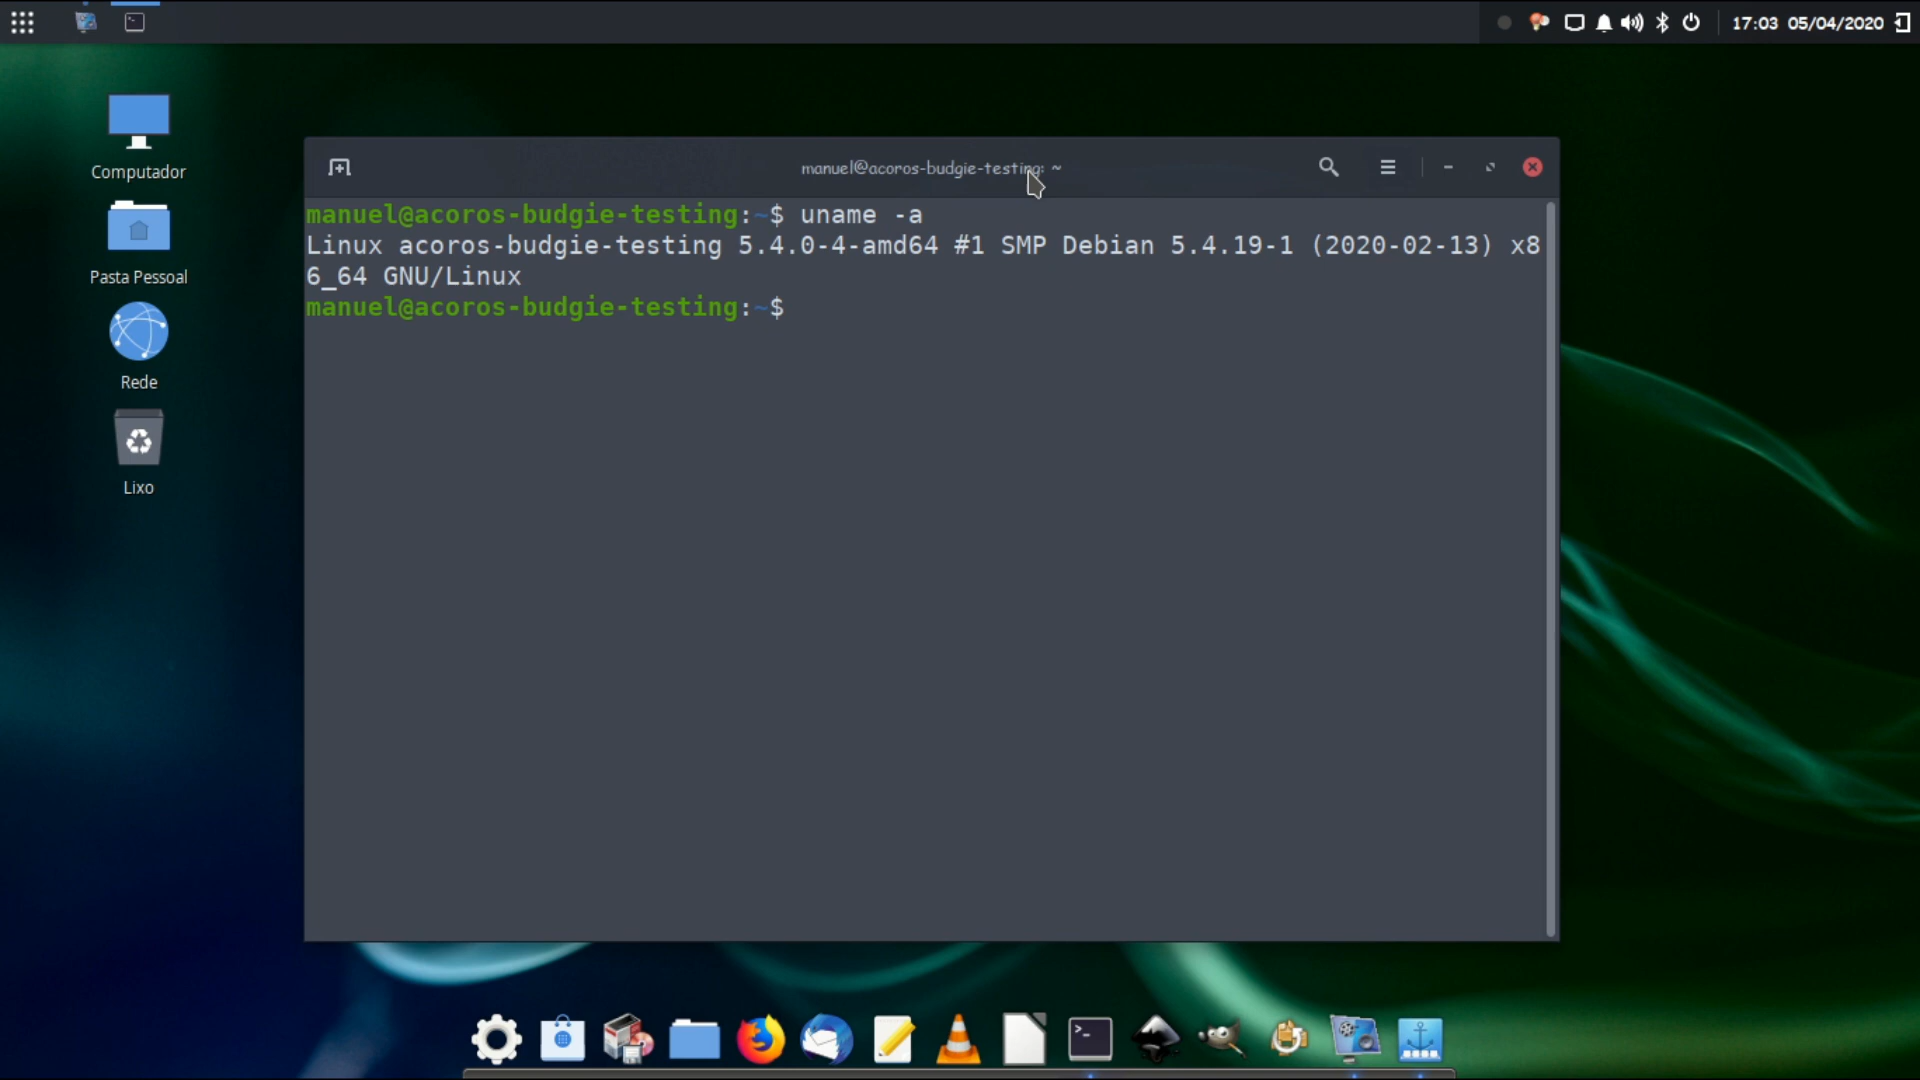 17:03 05/04/2020
Computador
Pasta Pessoal
Rede
Lixo
manuel@acoros-budgie-testing: ~
manuel@acoros-budgie-testing:~$ uname -a
Linux acoros-budgie-testing 5.4.0-4-amd64 #1 SMP Debian 5.4.19-1 (2020-02-13) x8
6_64 GNU/Linux
manuel@acoros-budgie-testing:~$